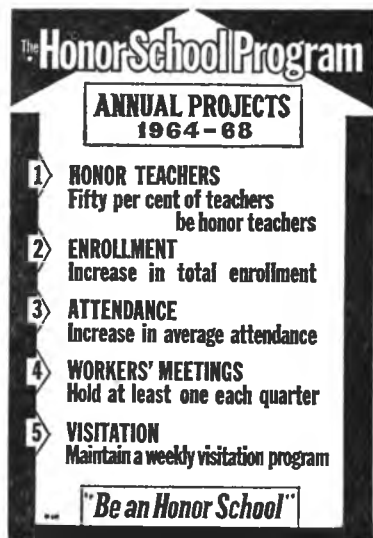 The Honor School Program
ANNUAL PROJECTS
1964-68
1 HONOR TEACHERS
Fifty per cent of teachers
be honor teachers
2 ENROLLMENT
Increase in total enrollment
3 ATTENDANCE
Increase in average attendance
4 WORKERS' MEETINGS
Hold at least one each quarter
5 VISITATION
Maintain a weekly visitation program
"Be an Honor School"